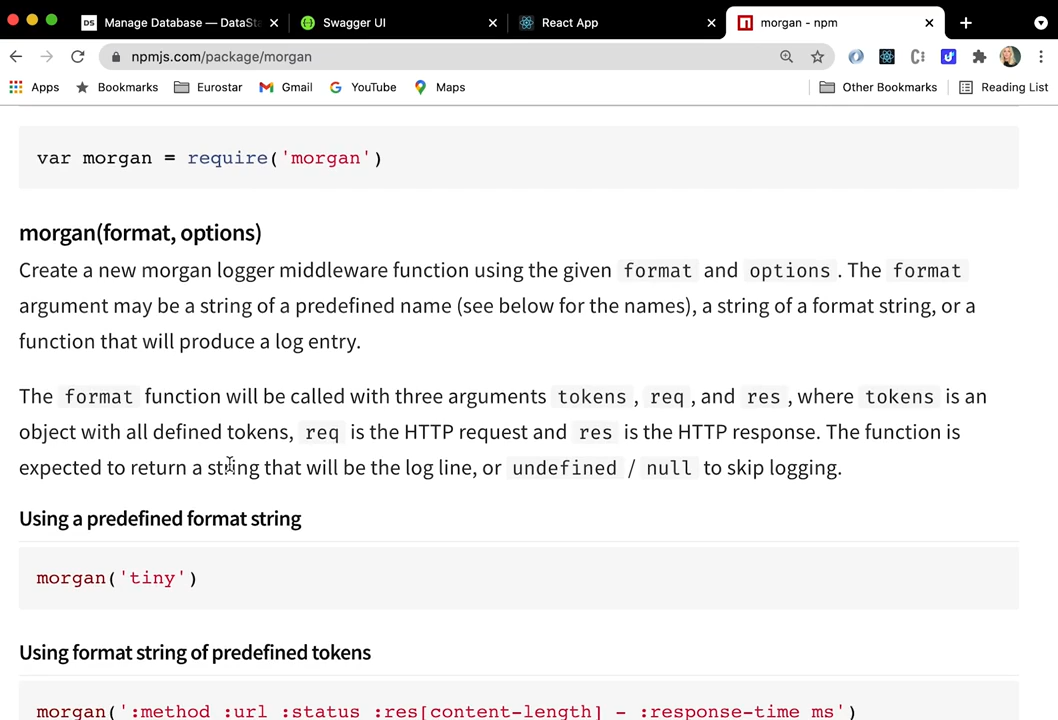 DS Manage Database — DataSta
Swagger UI
React App
morgan - npm
npmjs.com/package/morgan
Apps
Bookmarks
Eurostar
Gmail
YouTube
Maps
Other Bookmarks
Reading List
var morgan = require('morgan')
morgan(format, options)
Create a new morgan logger middleware function using the given format and options. The format
argument may be a string of a predefined name (see below for the names), a string of a format string, or a
function that will produce a log entry.
The format function will be called with three arguments tokens, req, and res, where tokens is an
object with all defined tokens, req is the HTTP request and res is the HTTP response. The function is
expected to return a string that will be the log line, or undefined / null to skip logging.
Using a predefined format string
morgan('tiny')
Using format string of predefined tokens
morgan(':method :url :status :res[content-length] - :response-time ms')